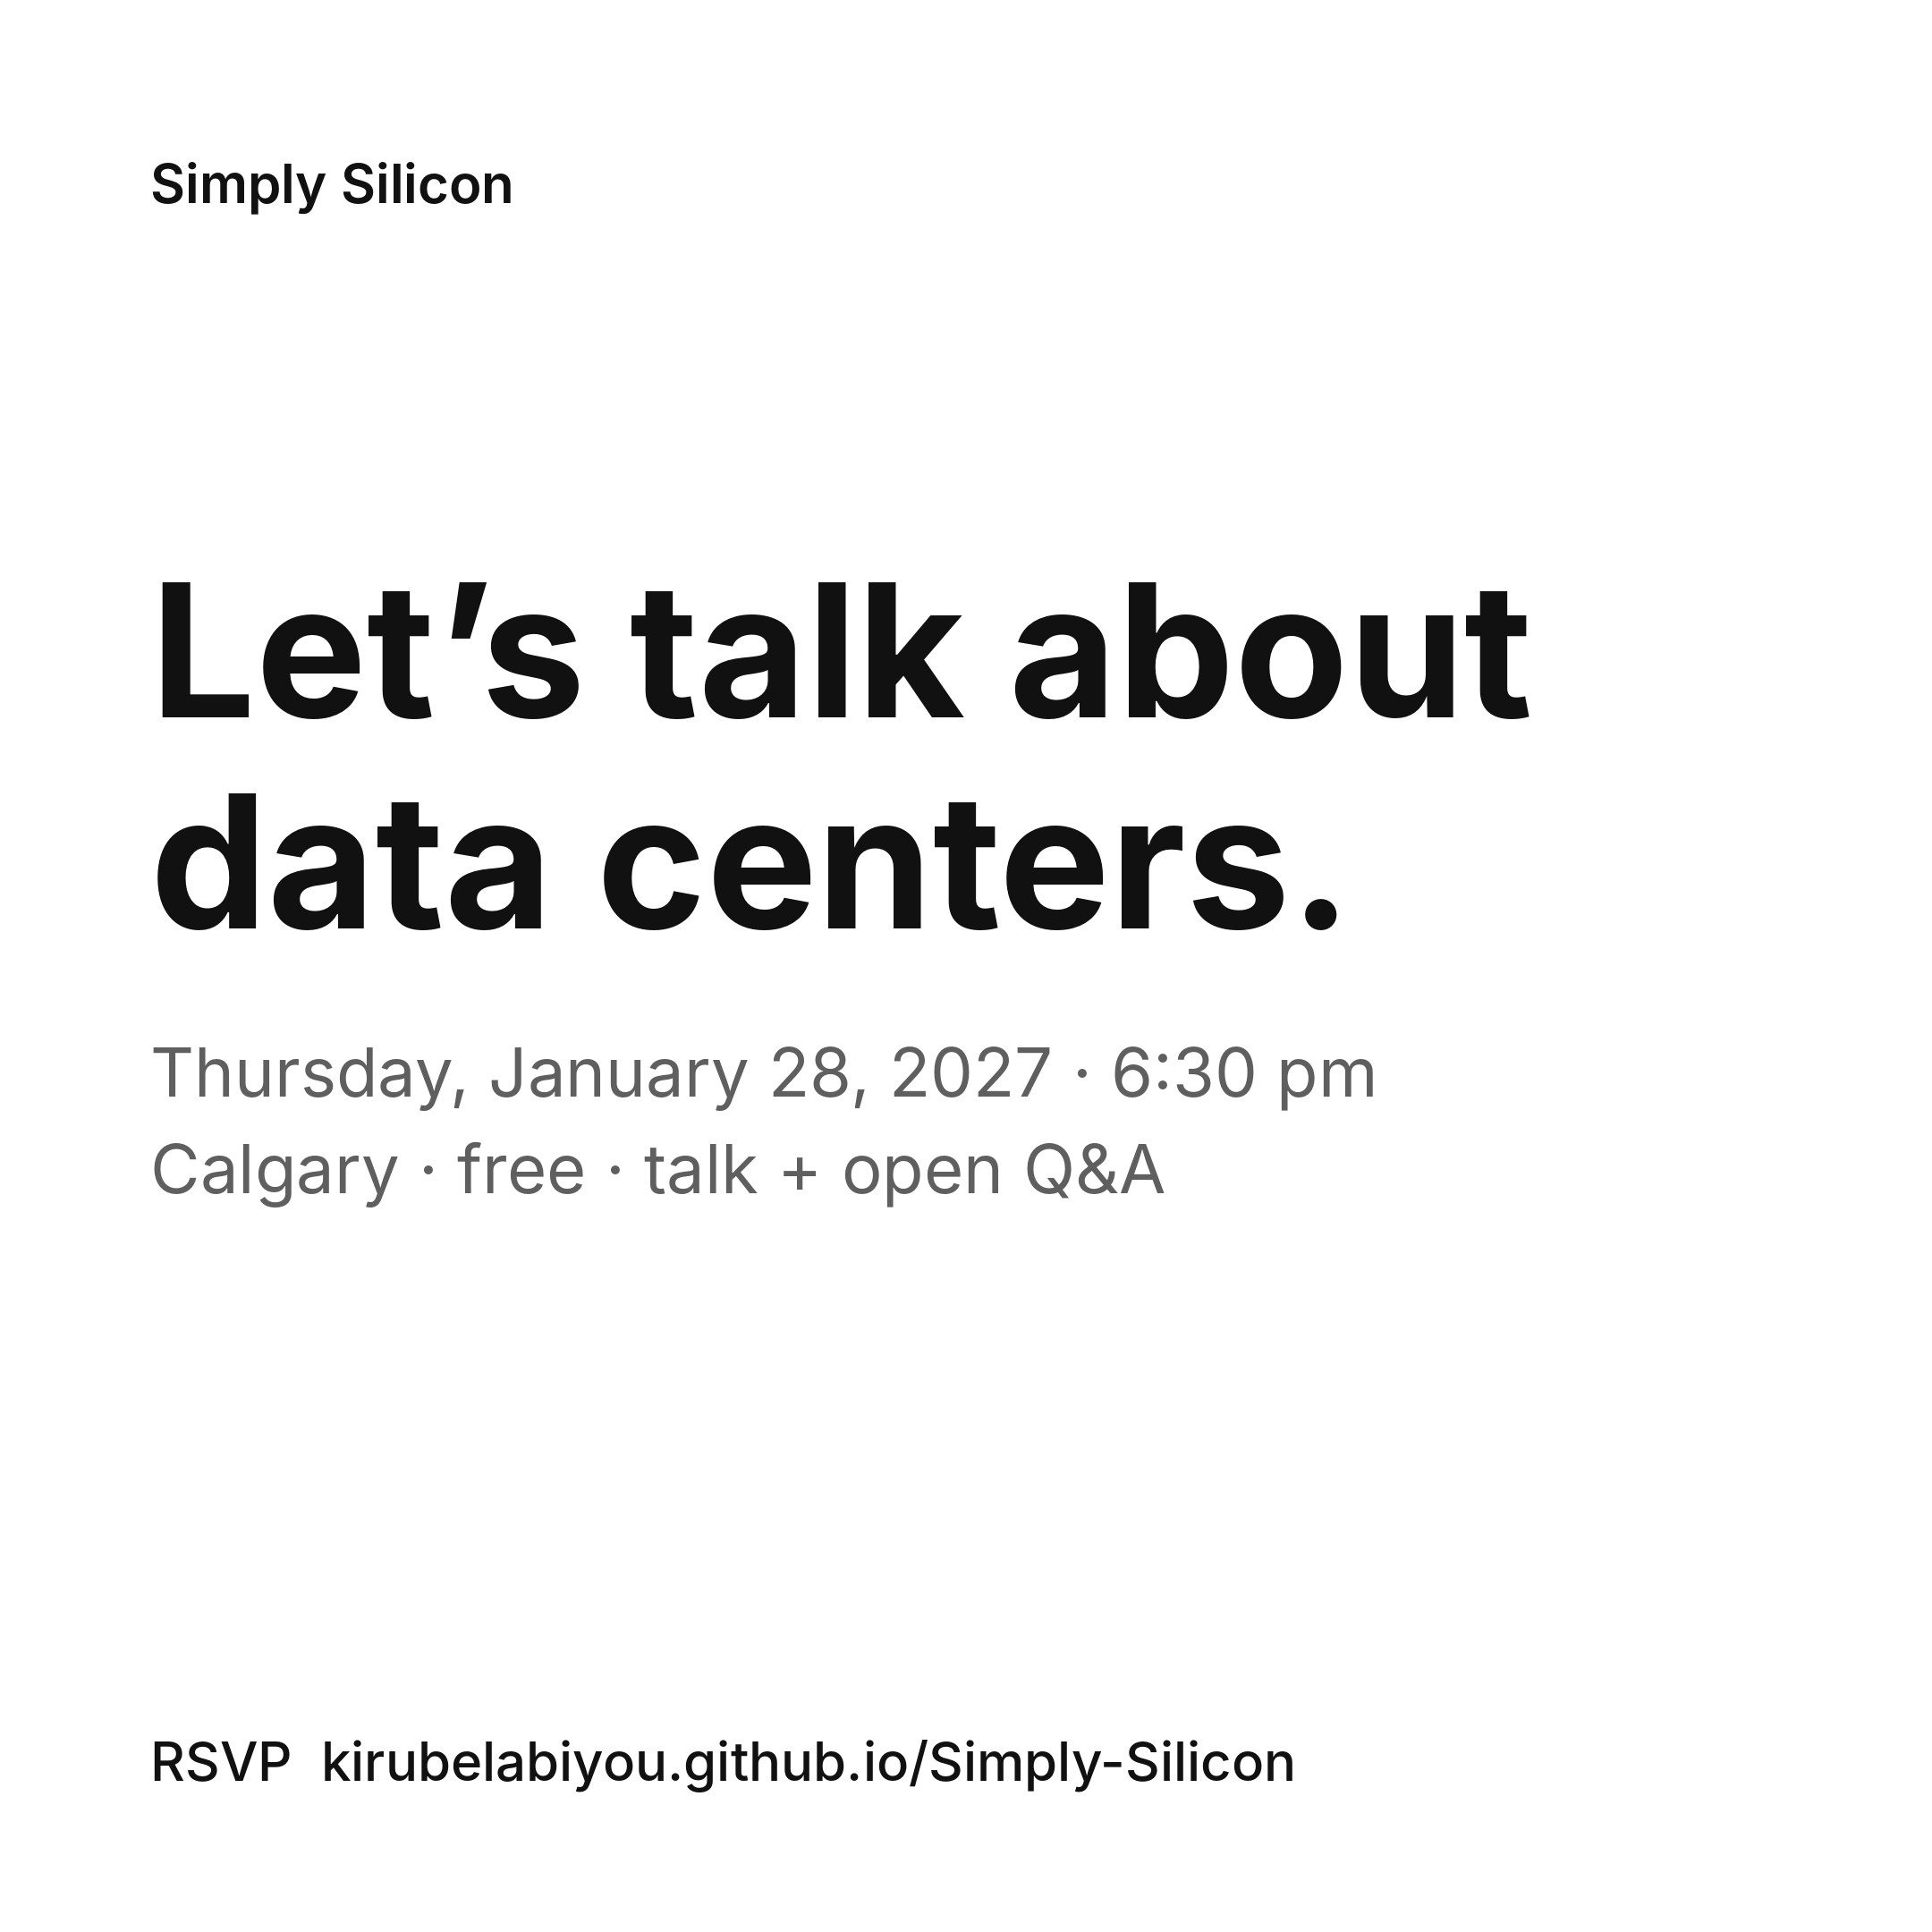 Simply Silicon
Let’s talk about
data centers.
Thursday, January 28, 2027 · 6:30 pm
Calgary · free · talk + open Q&A
RSVP kirubelabiyou.github.io/Simply-Silicon